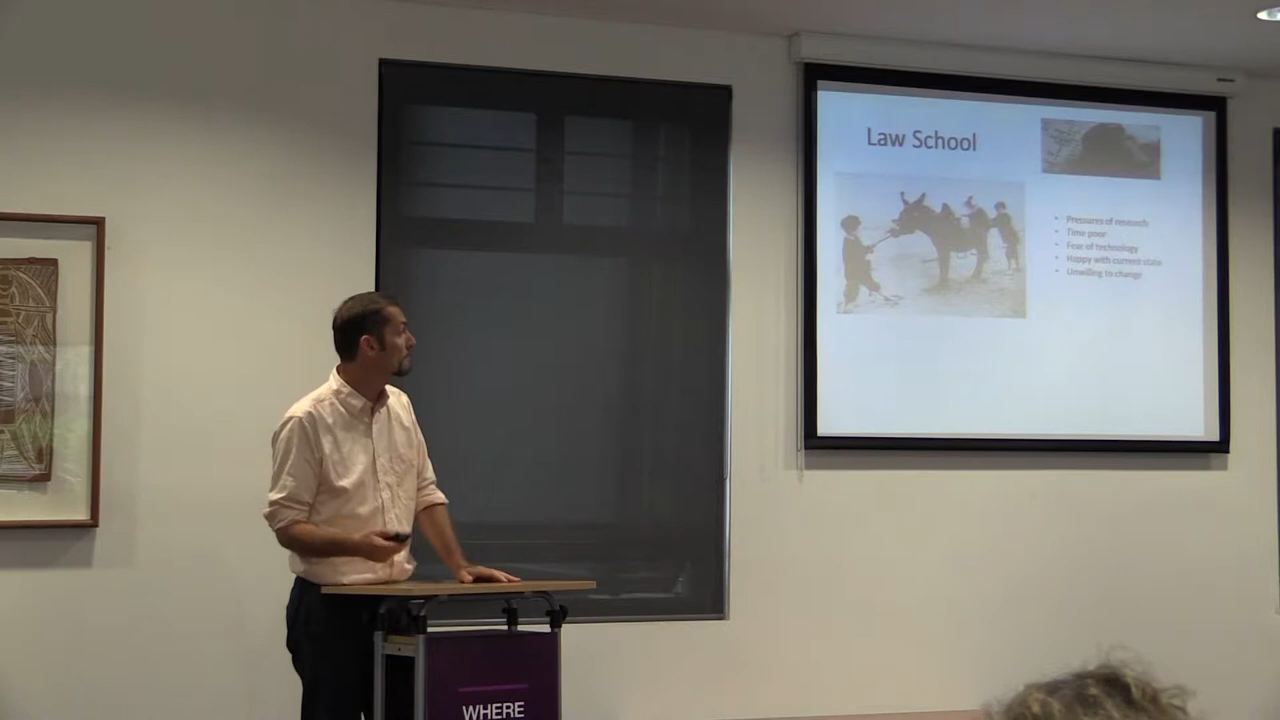 Law School
• Pressures of research
• Time poor
• Fear of technology
• Happy with current state
• Unwilling to change
WHERE